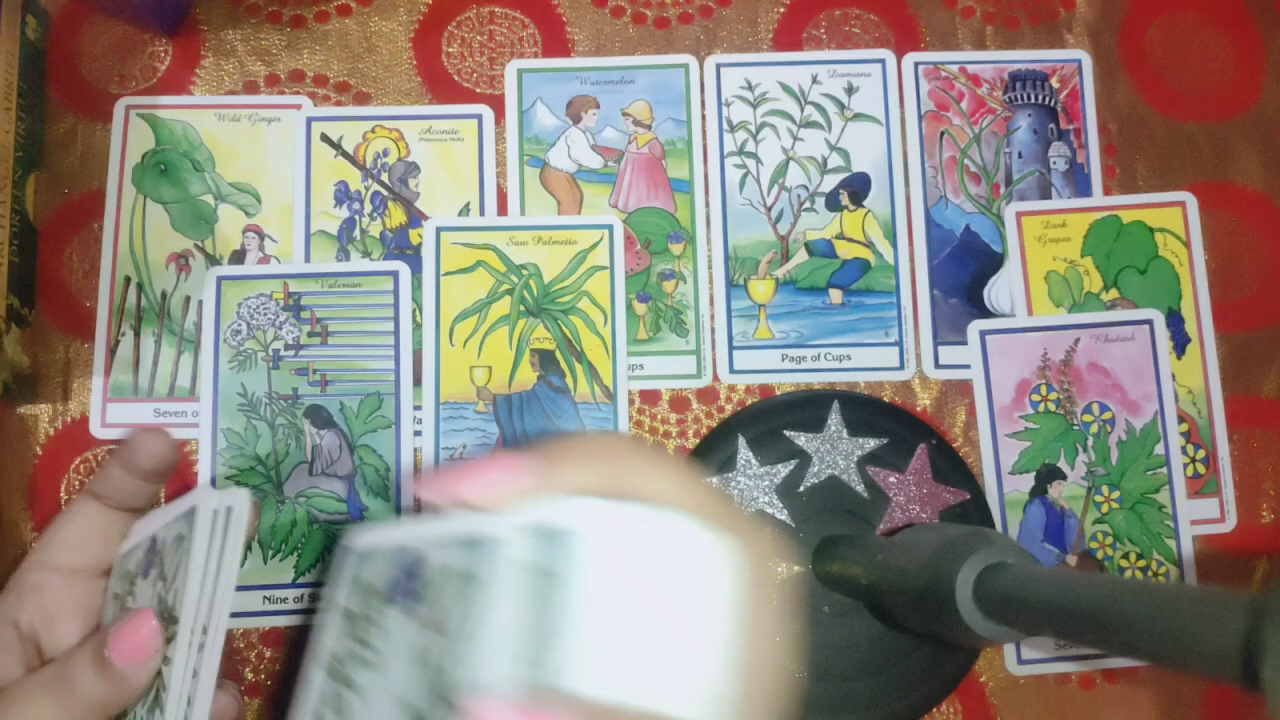 Wild Ginger
Seven o
Aconite
(Poisonous Herb)
Watermelon
ups
Damiana
Page of Cups
Dark
Grapes
Valerian
Nine of S
Saw Palmetto
Rhubarb
Se